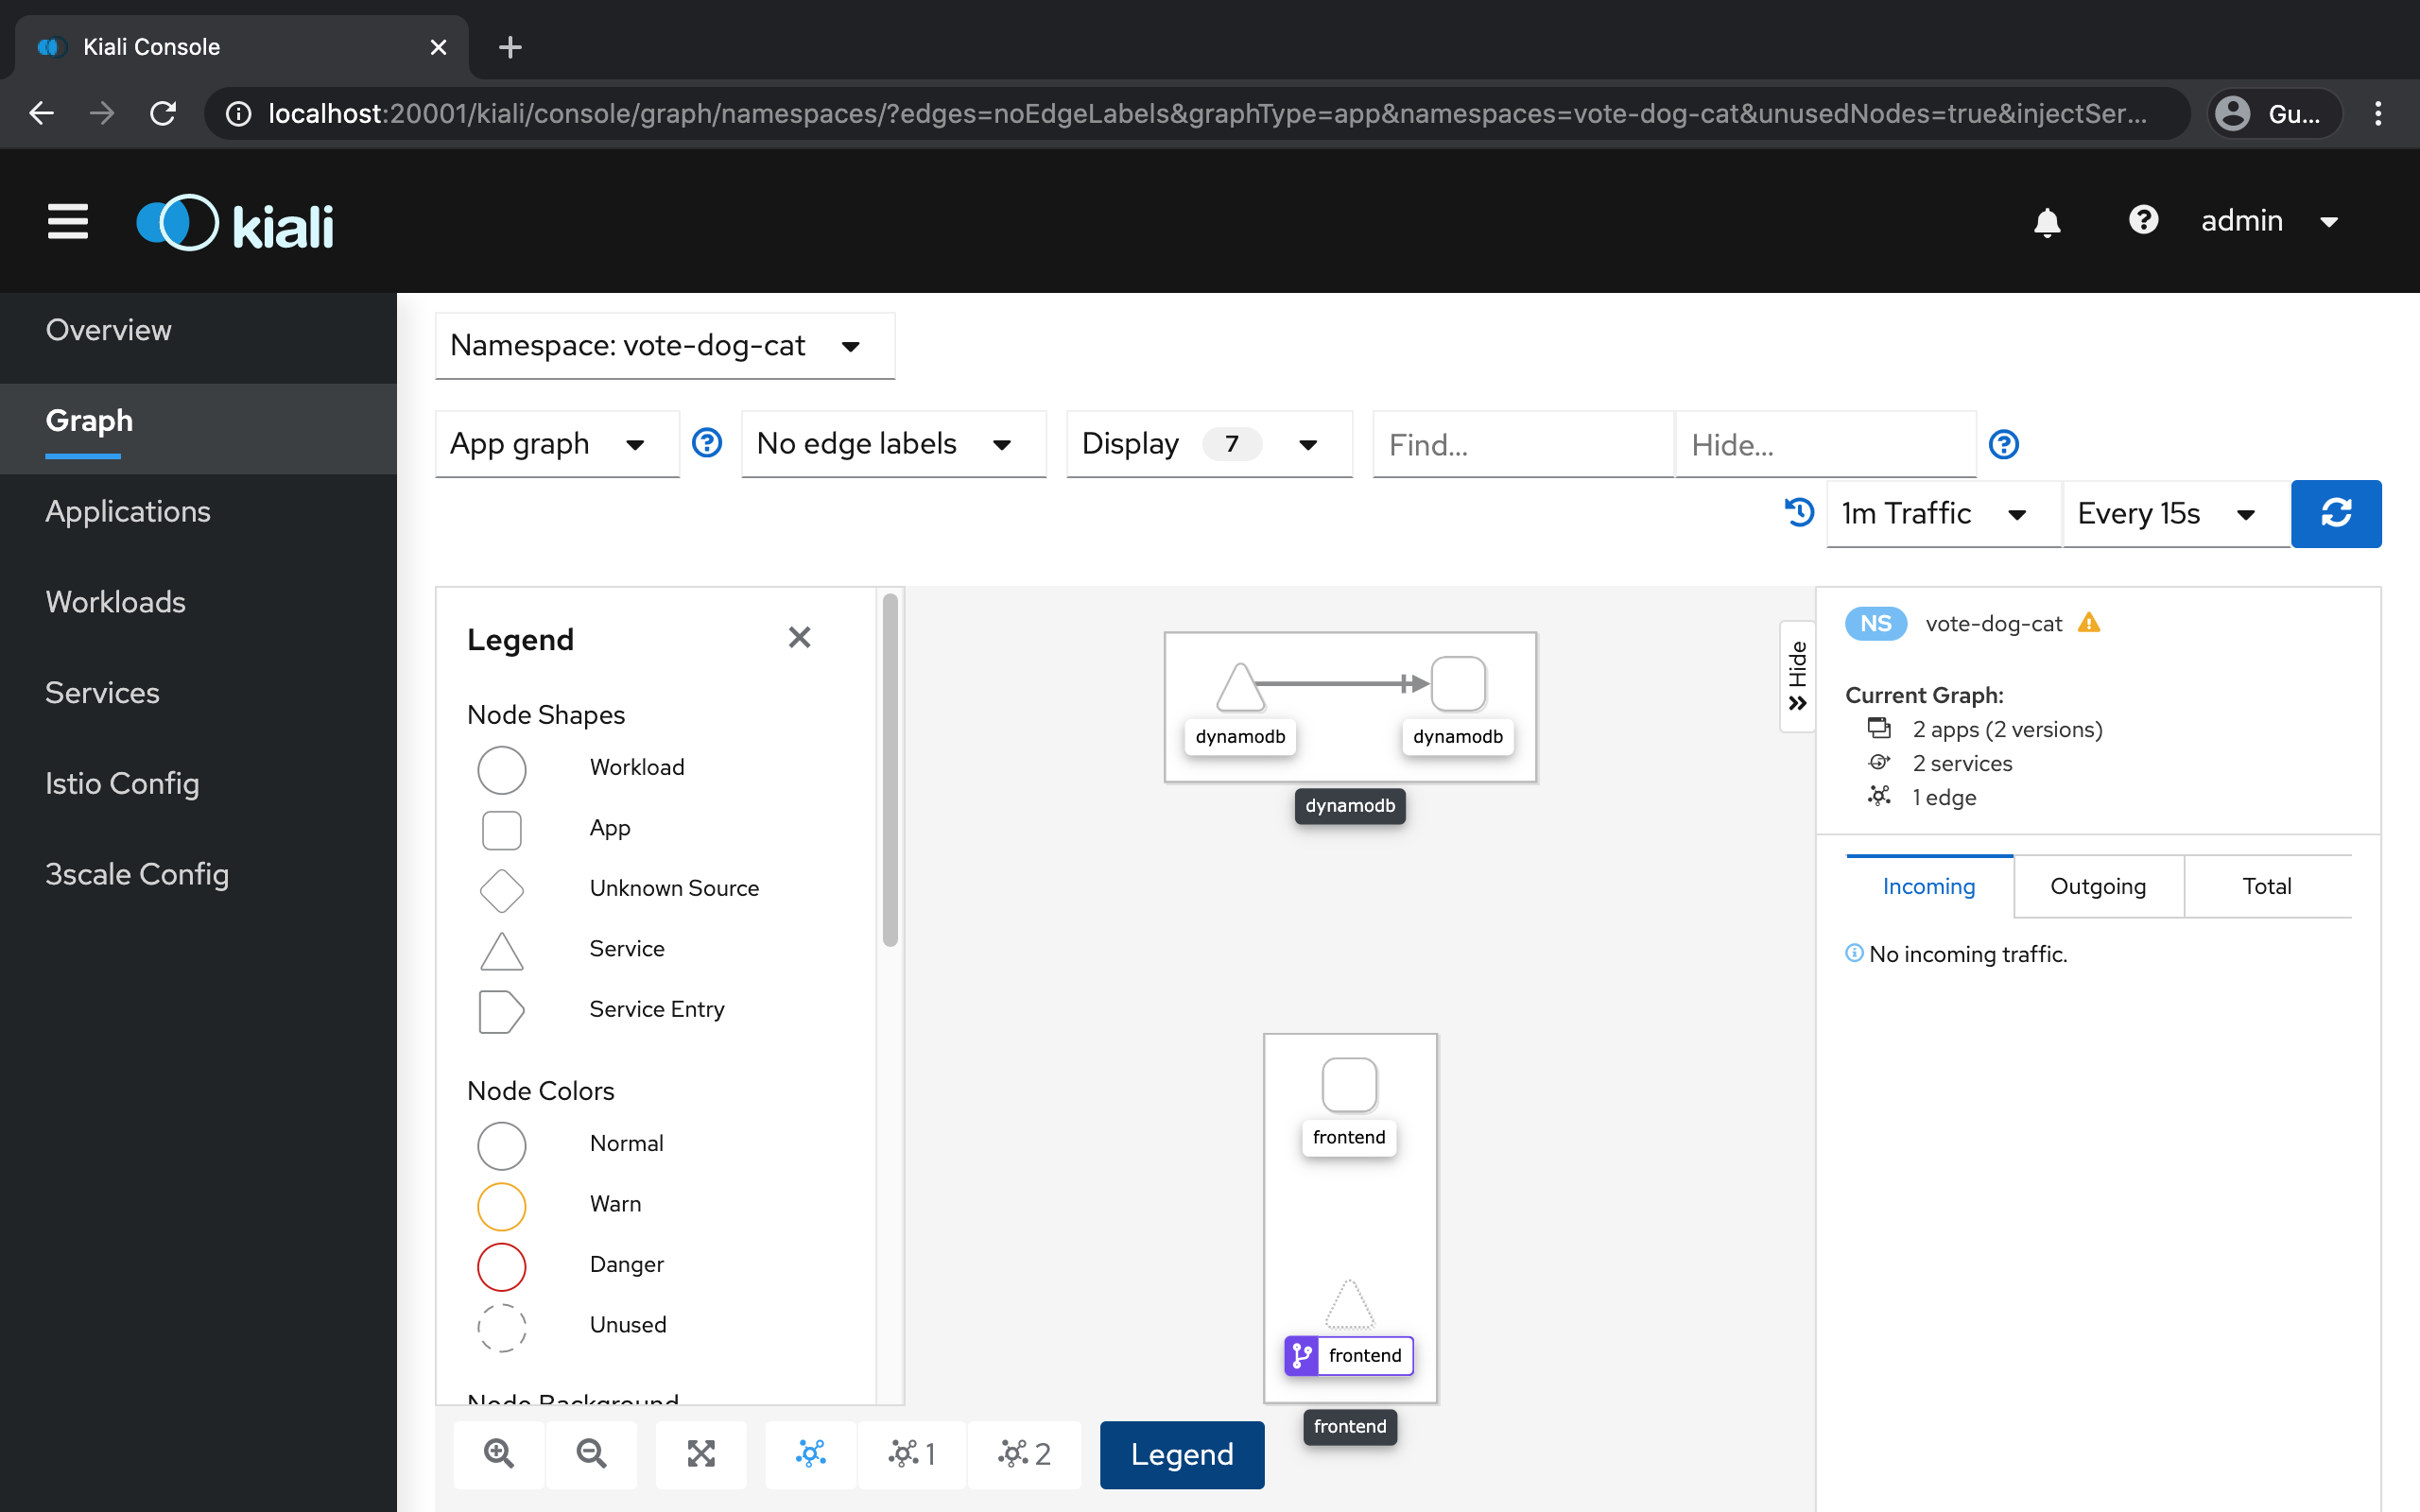 Kiali Console
localhost:20001/kiali/console/graph/namespaces/?edges=noEdgeLabels&graphType=app&namespaces=vote-dog-cat&unusedNodes=true&injectSer...
Gu...
kiali
admin
Overview
Graph
Applications
Workloads
Services
Istio Config
3scale Config
Namespace: vote-dog-cat
App graph
No edge labels
Display 7
Find...
Hide...
1m Traffic
Every 15s
Legend
Node Shapes
Workload
App
Unknown Source
Service
Service Entry
Node Colors
Normal
Warn
Danger
Unused
Node Background
dynamodb
dynamodb
dynamodb
frontend
frontend
frontend
1
2
Legend
Hide
NS vote-dog-cat
Current Graph:
2 apps (2 versions)
2 services
1 edge
Incoming
Outgoing
Total
No incoming traffic.